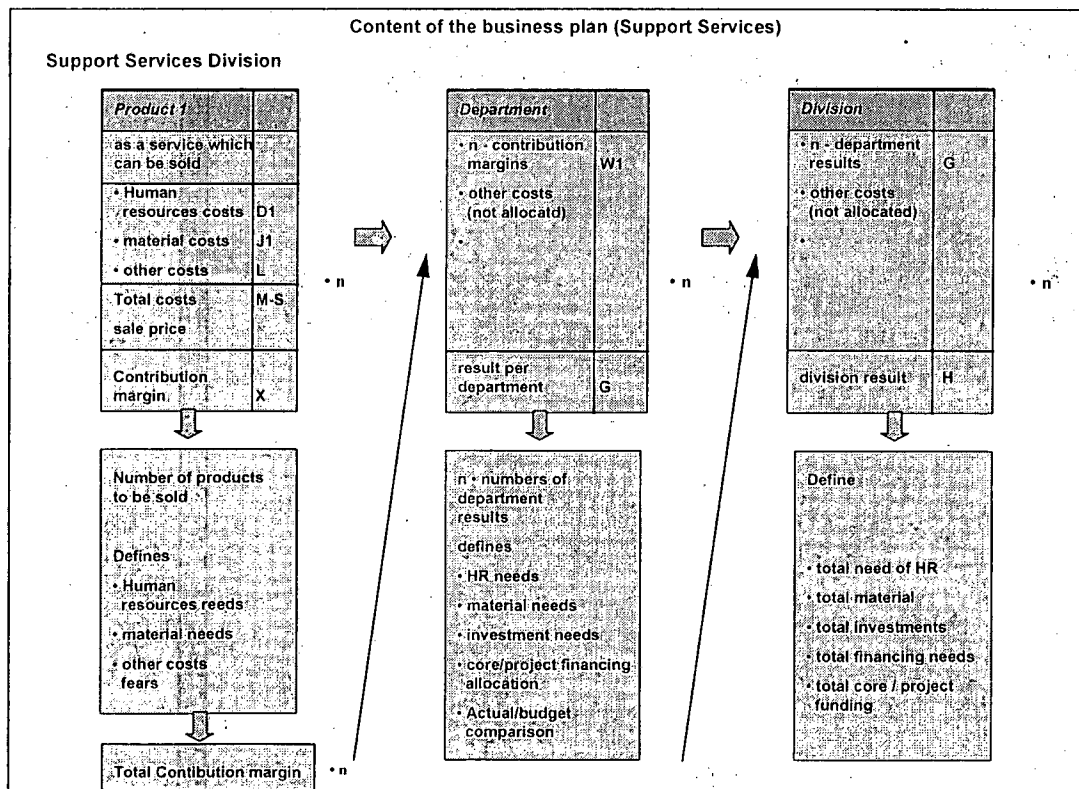 Content of the business plan (Support Services)
Support Services Division
Product 1
as a service which
can be sold
• Human
resources costs D1
• material costs J1
• other costs L
Total costs M-S
sale price
Contribution
margin X
• n
Number of products
to be sold
Defines
• Human
resources reeds
• material needs
• other costs
fears
Total Contibution margin
• n
Department
• n - contribution
margins W1
• other costs
(not allocatd)
•
result per
department G
• n
n • numbers of
department
results
defines
• HR needs
• material needs
• investment needs
• core/project financing
allocation
• Actual/budget
comparison
Division
• n - department
results G
• other costs
(not allocated)
•
division result H
• n
Define
• total need of HR
• total material
• total investments
• total financing needs
• total core / project
funding